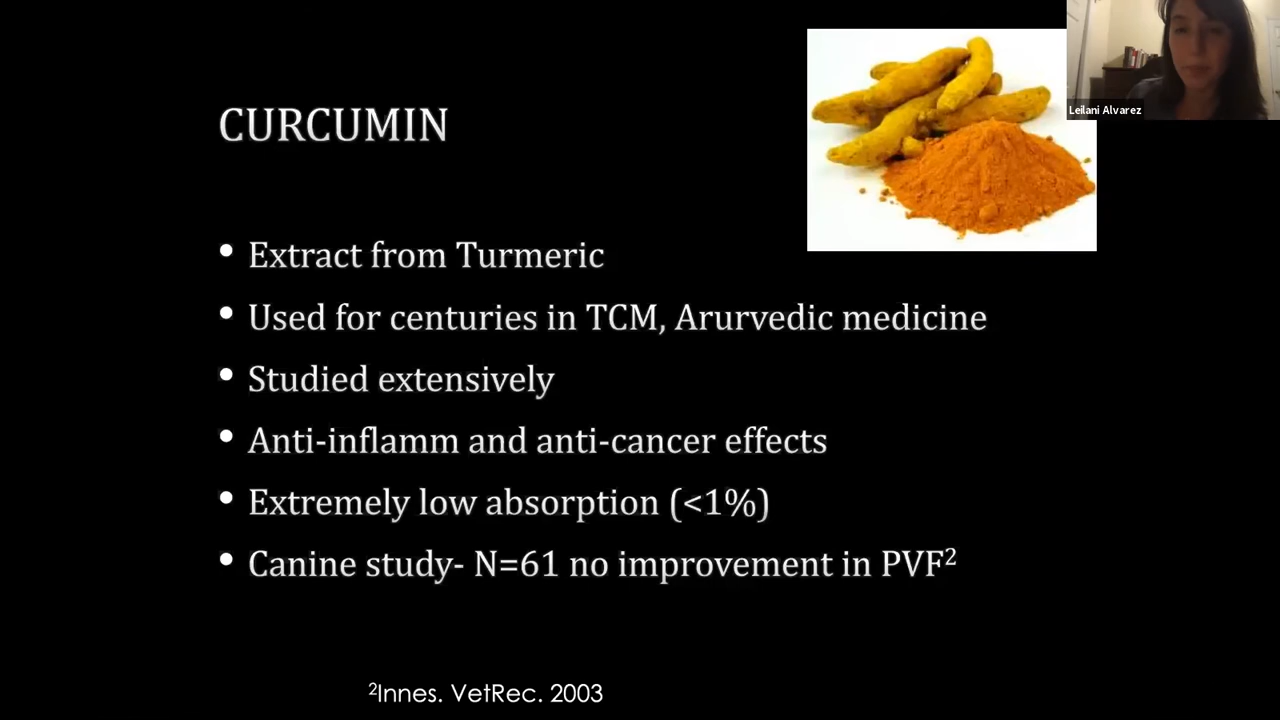 CURCUMIN
Leilani Alvarez
• Extract from Turmeric
• Used for centuries in TCM, Arurvedic medicine
• Studied extensively
• Anti-inflamm and anti-cancer effects
• Extremely low absorption (<1%)
• Canine study- N=61 no improvement in PVF²
²Innes. VetRec. 2003